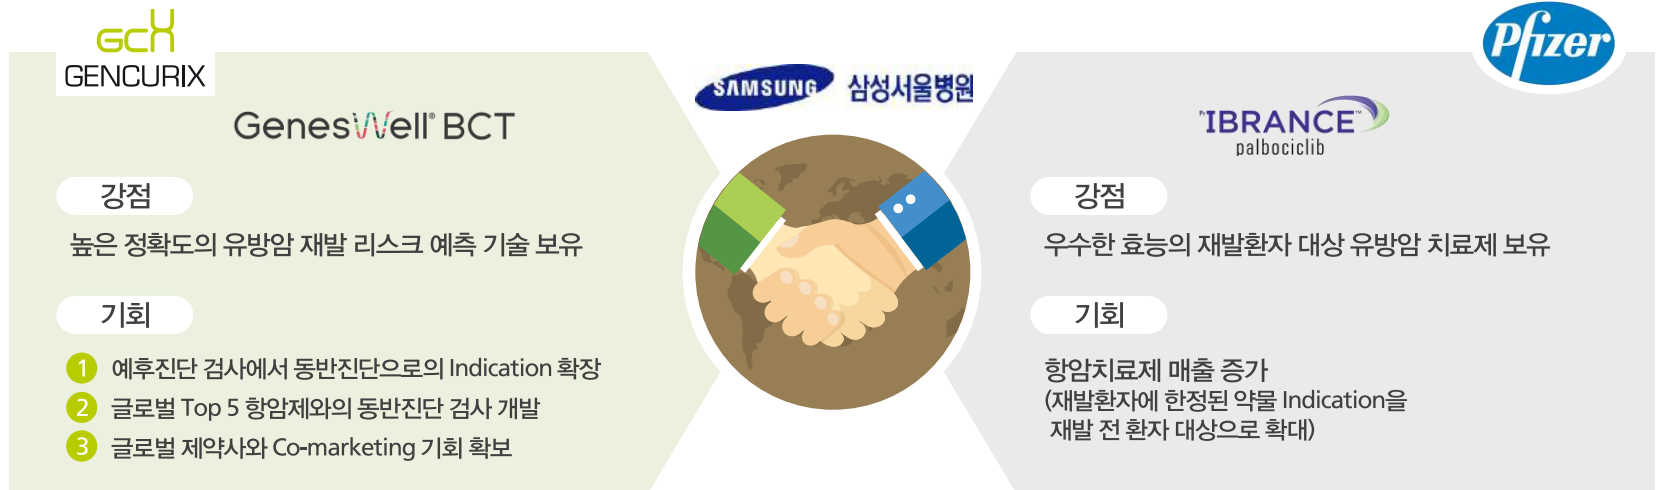 GCX
GENCURIX
GenesWell® BCT
강점
높은 정확도의 유방암 재발 리스크 예측 기술 보유
기회
1 예후진단 검사에서 동반진단으로의 Indication 확장
2 글로벌 Top 5 항암제와의 동반진단 검사 개발
3 글로벌 제약사와 Co-marketing 기회 확보
SAMSUNG 삼성서울병원
Pfizer
Pr IBRANCE™
palbociclib
강점
우수한 효능의 재발환자 대상 유방암 치료제 보유
기회
항암치료제 매출 증가
(재발환자에 한정된 약물 Indication을
재발 전 환자 대상으로 확대)